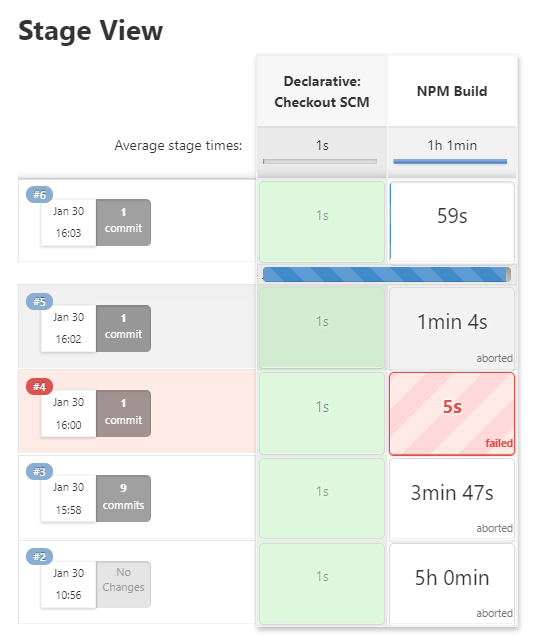 Stage View
Declarative:
Checkout SCM
NPM Build
Average stage times:
1s
1h 1min
#6
Jan 30
16:03
1
commit
1s
59s
#5
Jan 30
16:02
1
commit
1s
1min 4s
aborted
#4
Jan 30
16:00
1
commit
1s
5s
failed
#3
Jan 30
15:58
9
commits
1s
3min 47s
aborted
#2
Jan 30
10:56
No
Changes
1s
5h 0min
aborted